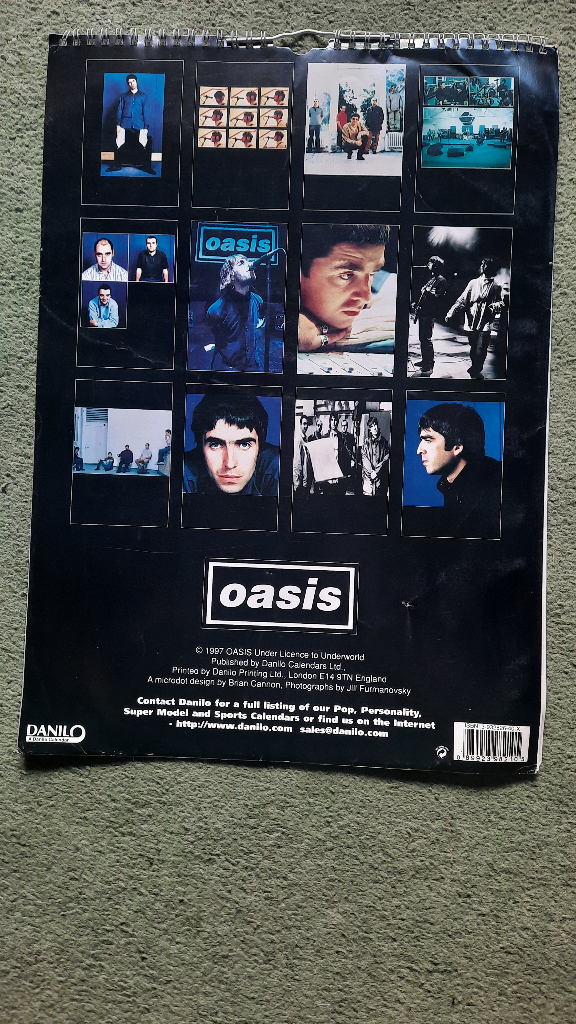 oasis
oasis
© 1997 OASIS Under Licence to Underworld
Published by Danilo Calendars Ltd.,
Printed by Danilo Printing Ltd., London E14 9TN England
A microdot design by Brian Cannon, Photographs by Jill Furmanovsky
Contact Danilo for a full listing of our Pop, Personality,
Super Model and Sports Calendars or find us on the Internet
- http://www.danilo.com sales@danilo.com
DANILO
A Danilo Calendar
ISBN